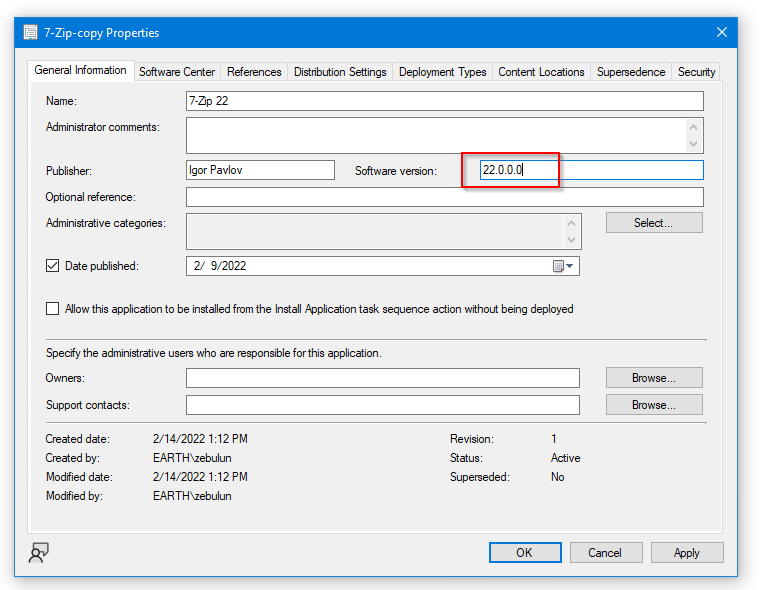 7-Zip-copy Properties
General Information Software Center References Distribution Settings Deployment Types Content Locations Supersedence Security
Name: 7-Zip 22
Administrator comments:
Publisher: Igor Pavlov Software version: 22.0.0.0
Optional reference:
Administrative categories: Select...
Date published: 2/ 9/2022
Allow this application to be installed from the Install Application task sequence action without being deployed
Specify the administrative users who are responsible for this application.
Owners: Browse...
Support contacts: Browse...
Created date: 2/14/2022 1:12 PM Revision: 1
Created by: EARTH\zebulun Status: Active
Modified date: 2/14/2022 1:12 PM Superseded: No
Modified by: EARTH\zebulun
OK Cancel Apply